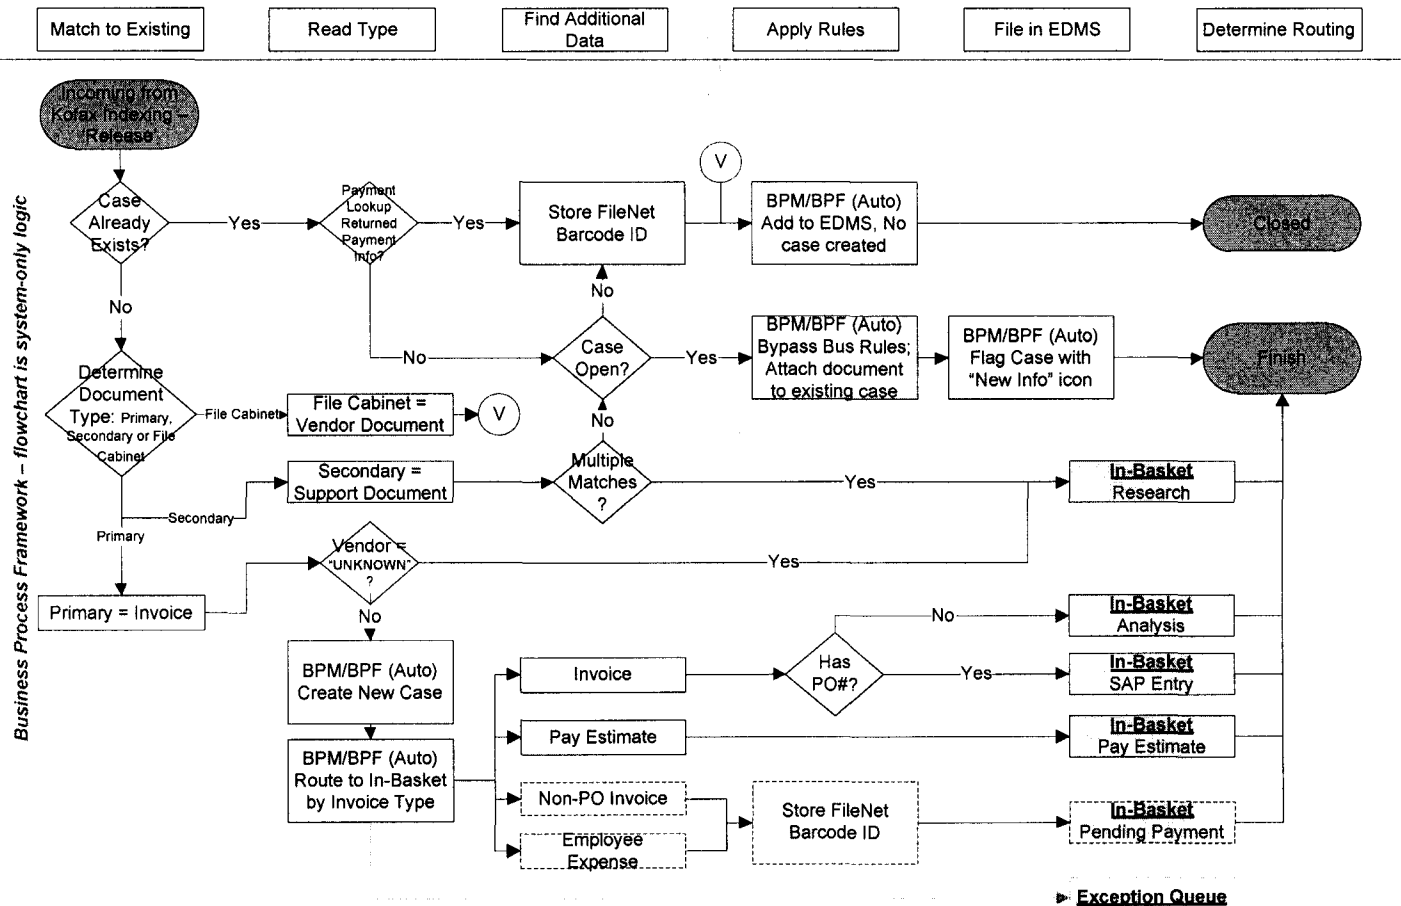 Match to Existing
Read Type
Find Additional
Data
Apply Rules
File in EDMS
Determine Routing
Business Process Framework – flowchart is system-only logic
Incoming from
Kofax Indexing –
‘Release’
V
Case
Already
Exists?
Yes
Payment
Lookup
Returned
Payment
Info?
Yes
Store FileNet
Barcode ID
BPM/BPF (Auto)
Add to EDMS, No
case created
Closed
No
No
No
Case
Open?
Yes
BPM/BPF (Auto)
Bypass Bus Rules;
Attach document
to existing case
BPM/BPF (Auto)
Flag Case with
“New Info” icon
Finish
Determine
Document
Type: Primary,
Secondary or File
Cabinet
File Cabinet
File Cabinet =
Vendor Document
V
No
Secondary
Secondary =
Support Document
Multiple
Matches
?
Yes
In-Basket
Research
Primary
Primary = Invoice
Vendor =
“UNKNOWN”
?
Yes
No
BPM/BPF (Auto)
Create New Case
BPM/BPF (Auto)
Route to In-Basket
by Invoice Type
Invoice
Has
PO#?
No
In-Basket
Analysis
Yes
In-Basket
SAP Entry
Pay Estimate
In-Basket
Pay Estimate
Non-PO Invoice
Employee
Expense
Store FileNet
Barcode ID
In-Basket
Pending Payment
Exception Queue